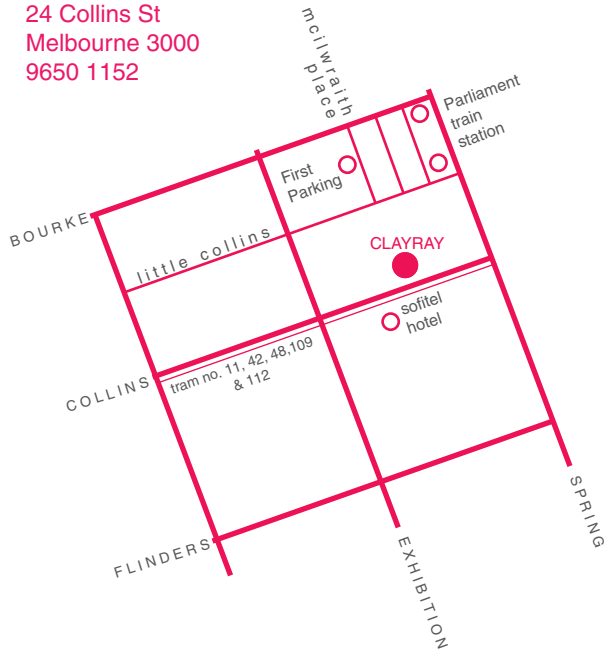 24 Collins St
Melbourne 3000
9650 1152
mcilwraith
place
Parliament
train
station
First
Parking
BOURKE
little collins
CLAYRAY
sofitel
hotel
COLLINS
tram no. 11, 42, 48,109
& 112
FLINDERS
EXHIBITION
SPRING